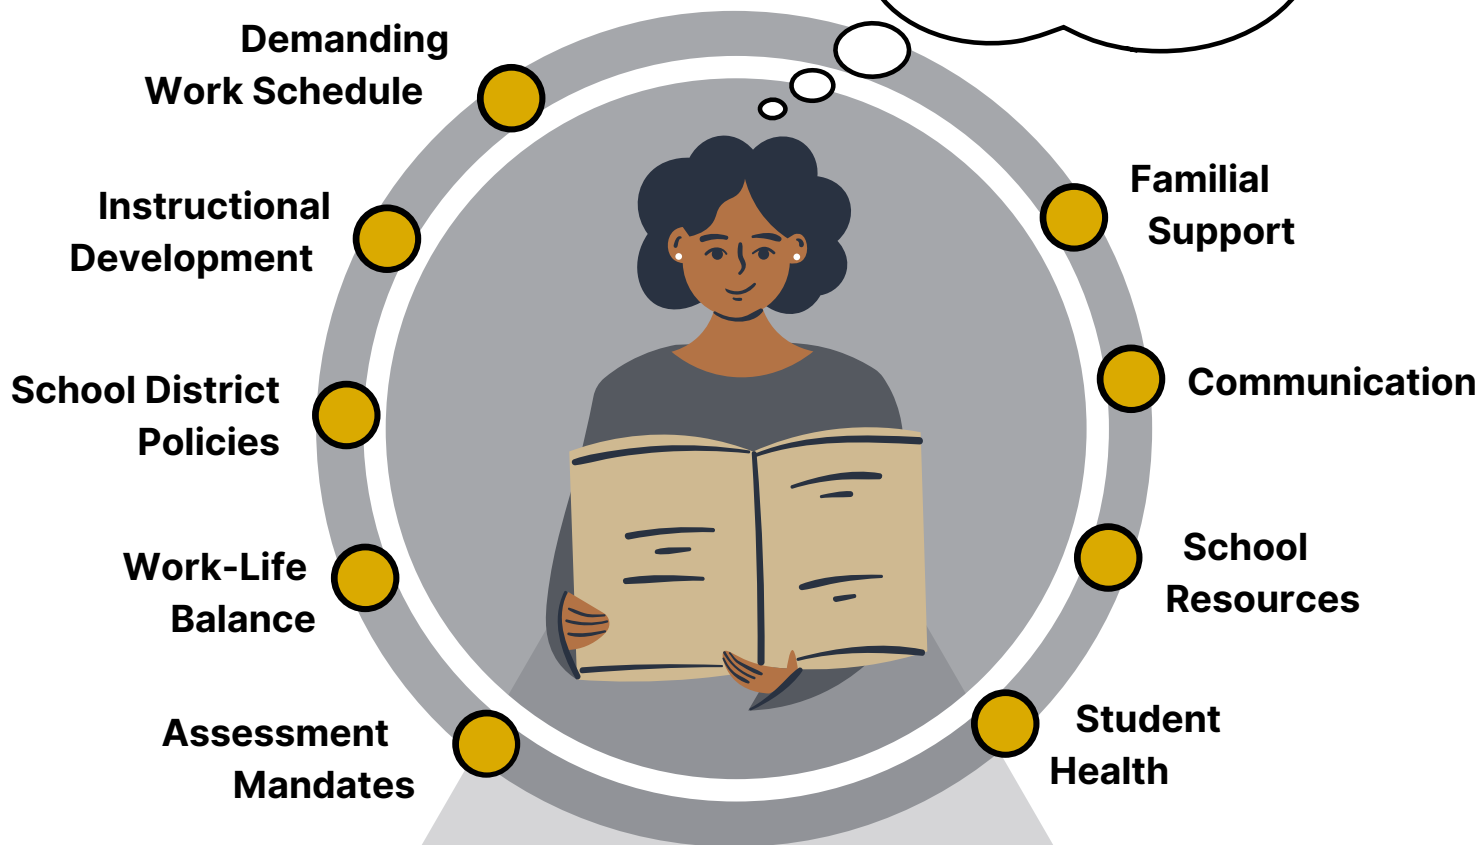 Demanding
Work Schedule
Instructional
Development
School District
Policies
Work-Life
Balance
Assessment
Mandates
Familial
Support
Communication
School
Resources
Student
Health